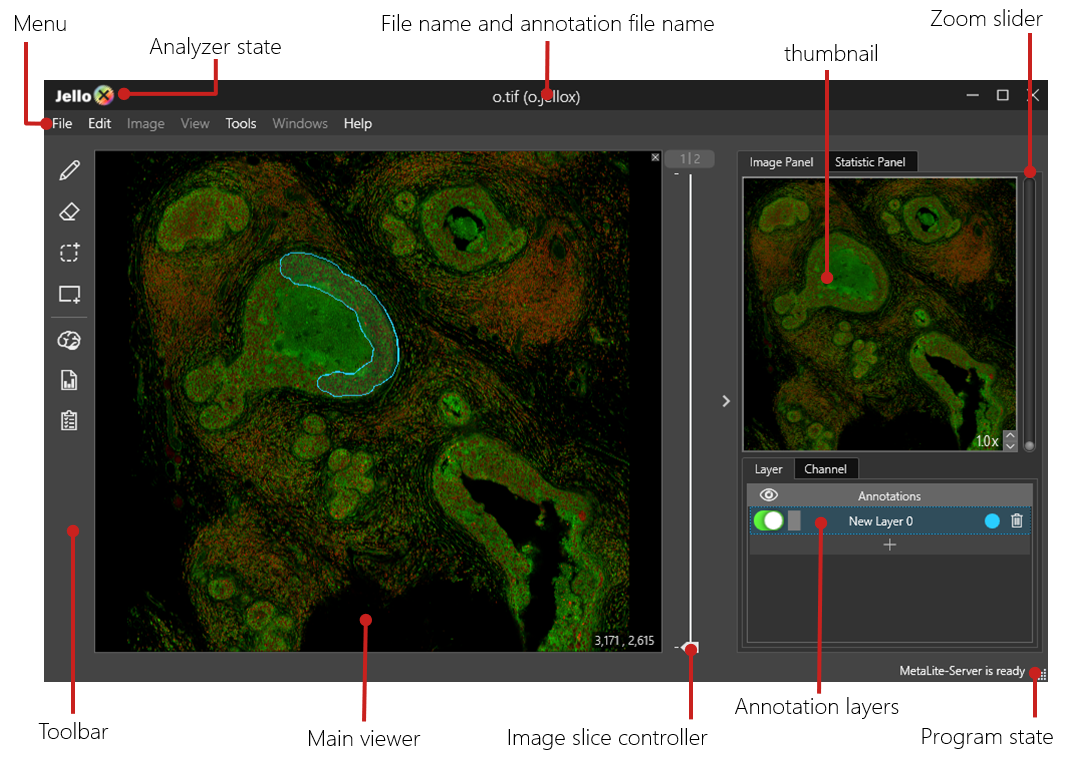 Menu
Analyzer state
File name and annotation file name
thumbnail
Zoom slider
Jello X
o.tif (o.jellox)
File Edit Image View Tools Windows Help
1|2
Image Panel Statistic Panel
1.0x
Layer Channel
Annotations
New Layer 0
3,171 , 2,615
MetaLite-Server is ready
Toolbar
Main viewer
Image slice controller
Annotation layers
Program state